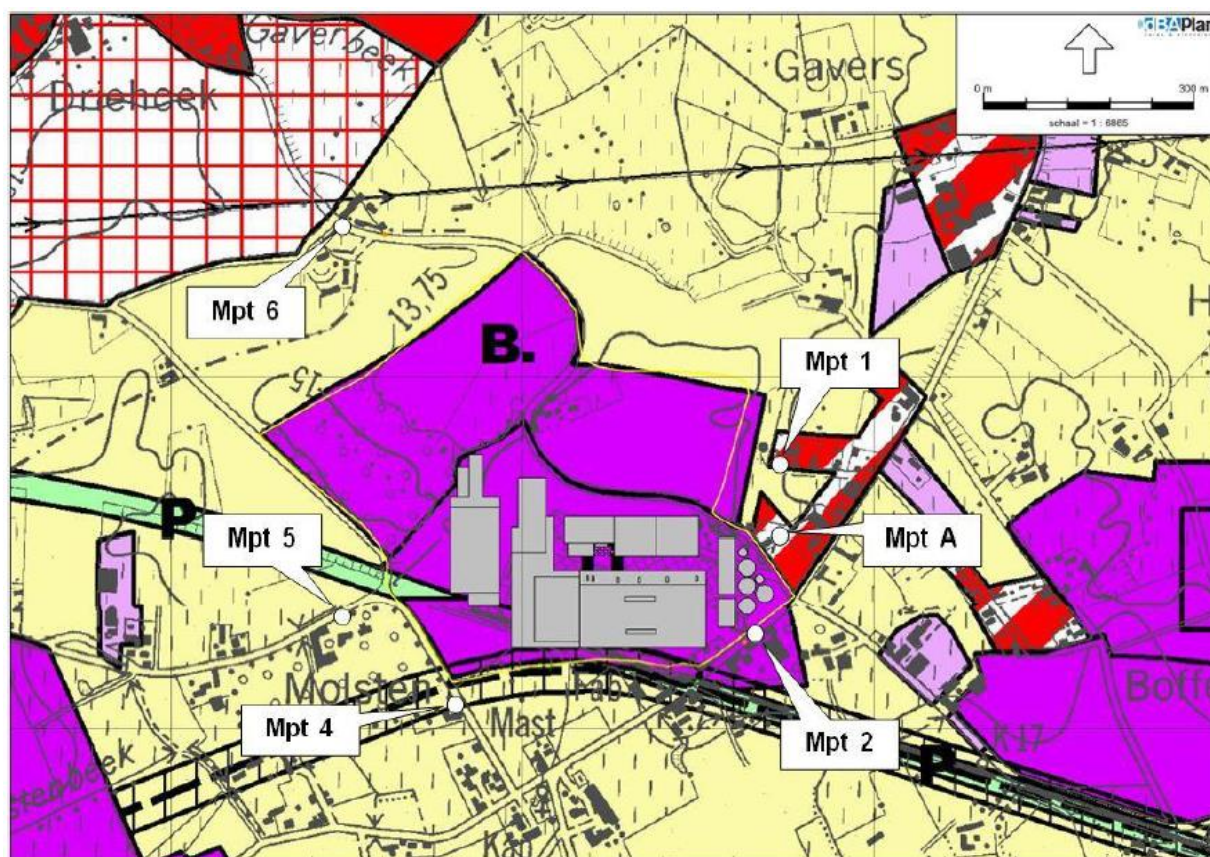 Gaverbeek
dBAPlan
Gavers
0 m
300 m
schaal = 1 : 6865
Mpt 6
13,75
B.
Mpt 1
15
P
Mpt 5
Mpt A
Molsten
Mast
Mpt 4
Mpt 2
K17
P